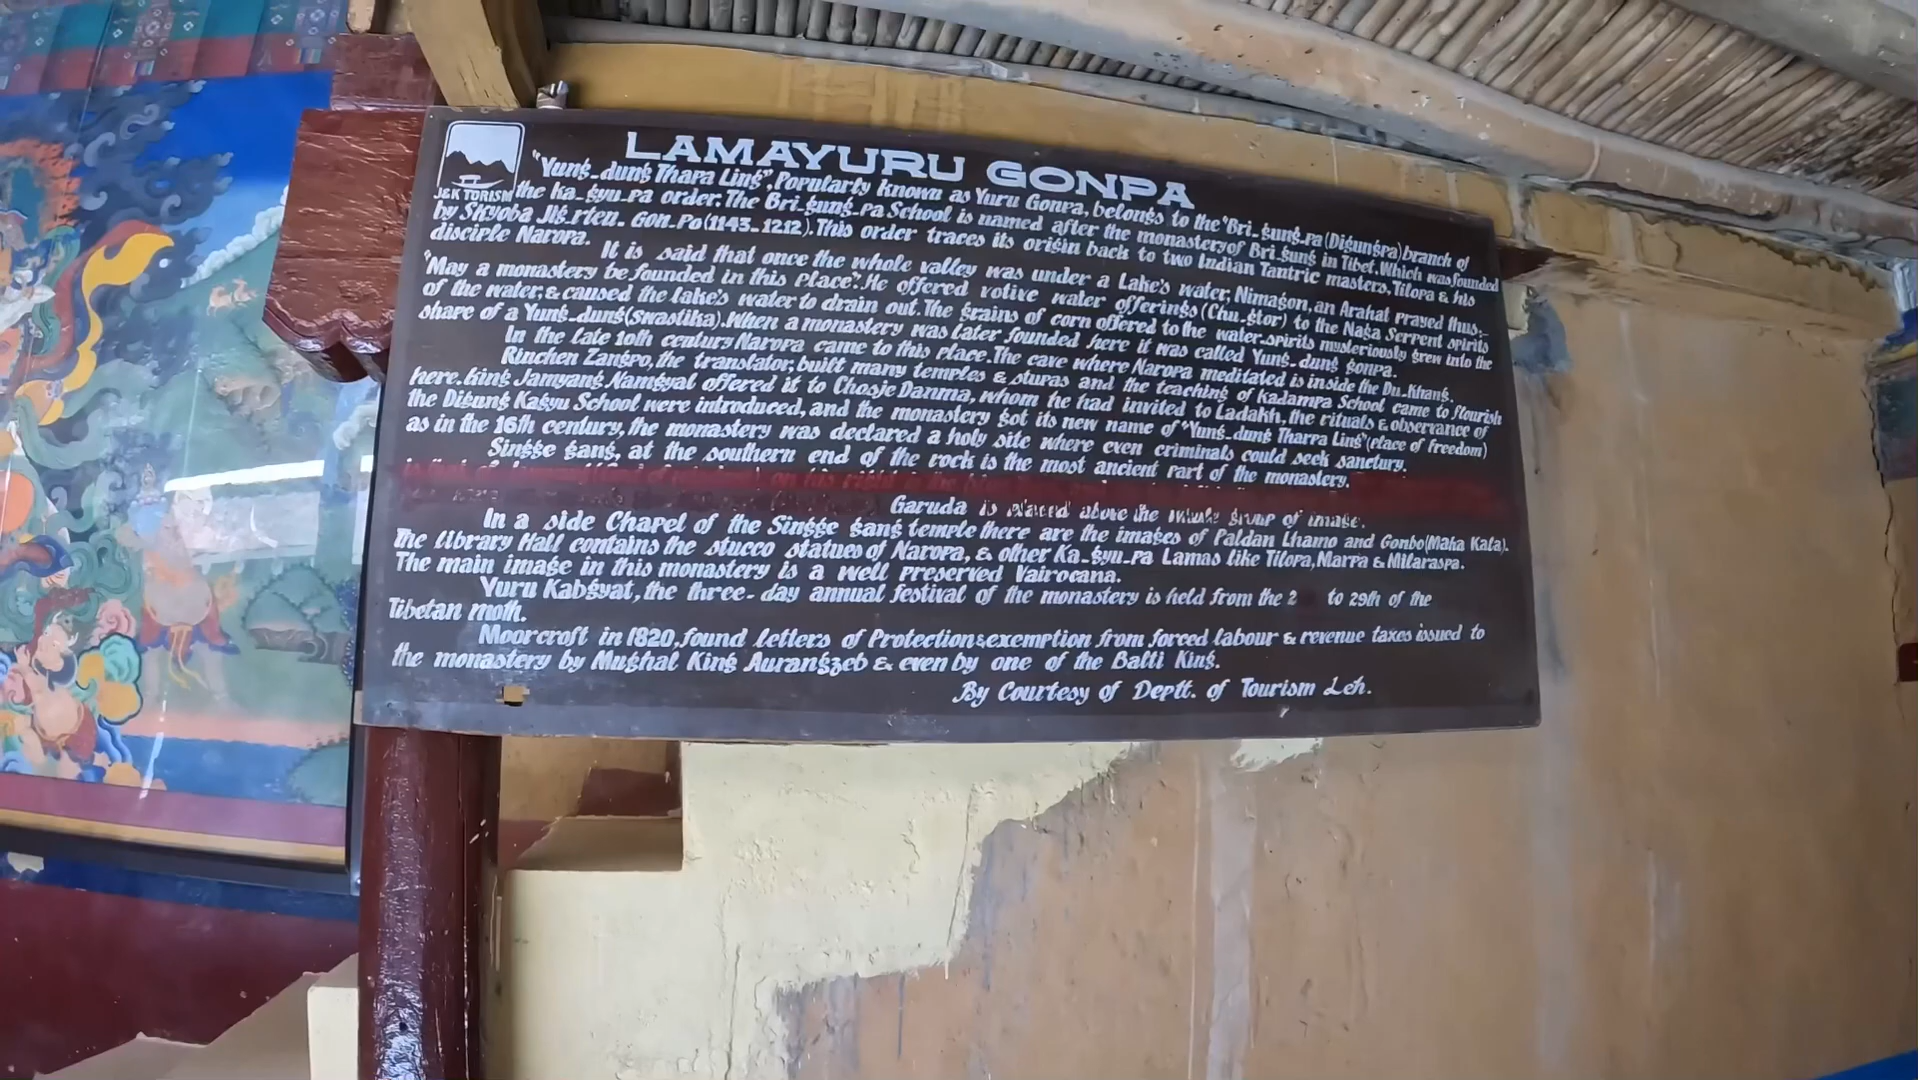 LAMAYURU GONPA
J&K TORISM
"Yung-dung Thapa Ling", Popularly known as Yuru Gonpa, belongs to the "Bri-gung-pa (Digungpa) branch of
the Ka-gyu-pa order. The Bri-gung-pa School is named after the monastery of Bri-gung in Tibet, Which was founded
by Skyoba Jig-rten-Gon-Po (1143-1212). This order traces its origin back to two Indian Tantric masters, Tilopa & his
disciple Naropa.
It is said that once the whole valley was under a Lake's water, Nimagon, an Arahat prayed thus:-
"May a monastery be founded in this Place". He offered votive water offerings (Chu-gtor) to the Naga Serpent spirits
of the water, & caused the lake's water to drain out. The grains of corn offered to the water-spirits mysteriously grew into the
share of a Yung-dung (swastika). When a monastery was later founded here it was called Yung-dung gonpa.
In the late 10th century Naropa came to this place. The cave where Naropa meditated is inside the Du-Khang.
Rinchen Zangpo, the translator, built many temples & stupas and the teaching of kadampa School came to flourish
here. King Jamyang Namgyal offered it to Chosje Danma, whom he had invited to Ladakh, the rituals & observance of
the Digung Kagyu School were introduced, and the monastery got its new name of "Yung-dung Tharpa Ling" (place of freedom)
as in the 16th century, the monastery was declared a holy site where even criminals could seek sanctury.
Singge gang, at the southern end of the rock is the most ancient part of the monastery.
on his right is the
Garuda is placed above the whole group of image.
In a side Chapel of the Singge gang temple there are the images of Paldan Lhamo and Gonbo (Maha Kala).
The library Hall contains the stucco statues of Naropa, & other Ka-gyu-pa Lamas like Tilopa, Marpa & Milaraspa.
The main image in this monastery is a well preserved Vairocana.
Yuru Kabgyat, the three-day annual festival of the monastery is held from the 2 to 29th of the
Tibetan moth.
Moorcroft in 1820, found letters of Protection & exemption from forced labour & revenue taxes issued to
the monastery by Mughal King Aurangzeb & even by one of the Balti King.
By Courtesy of Deptt. of Tourism Leh.